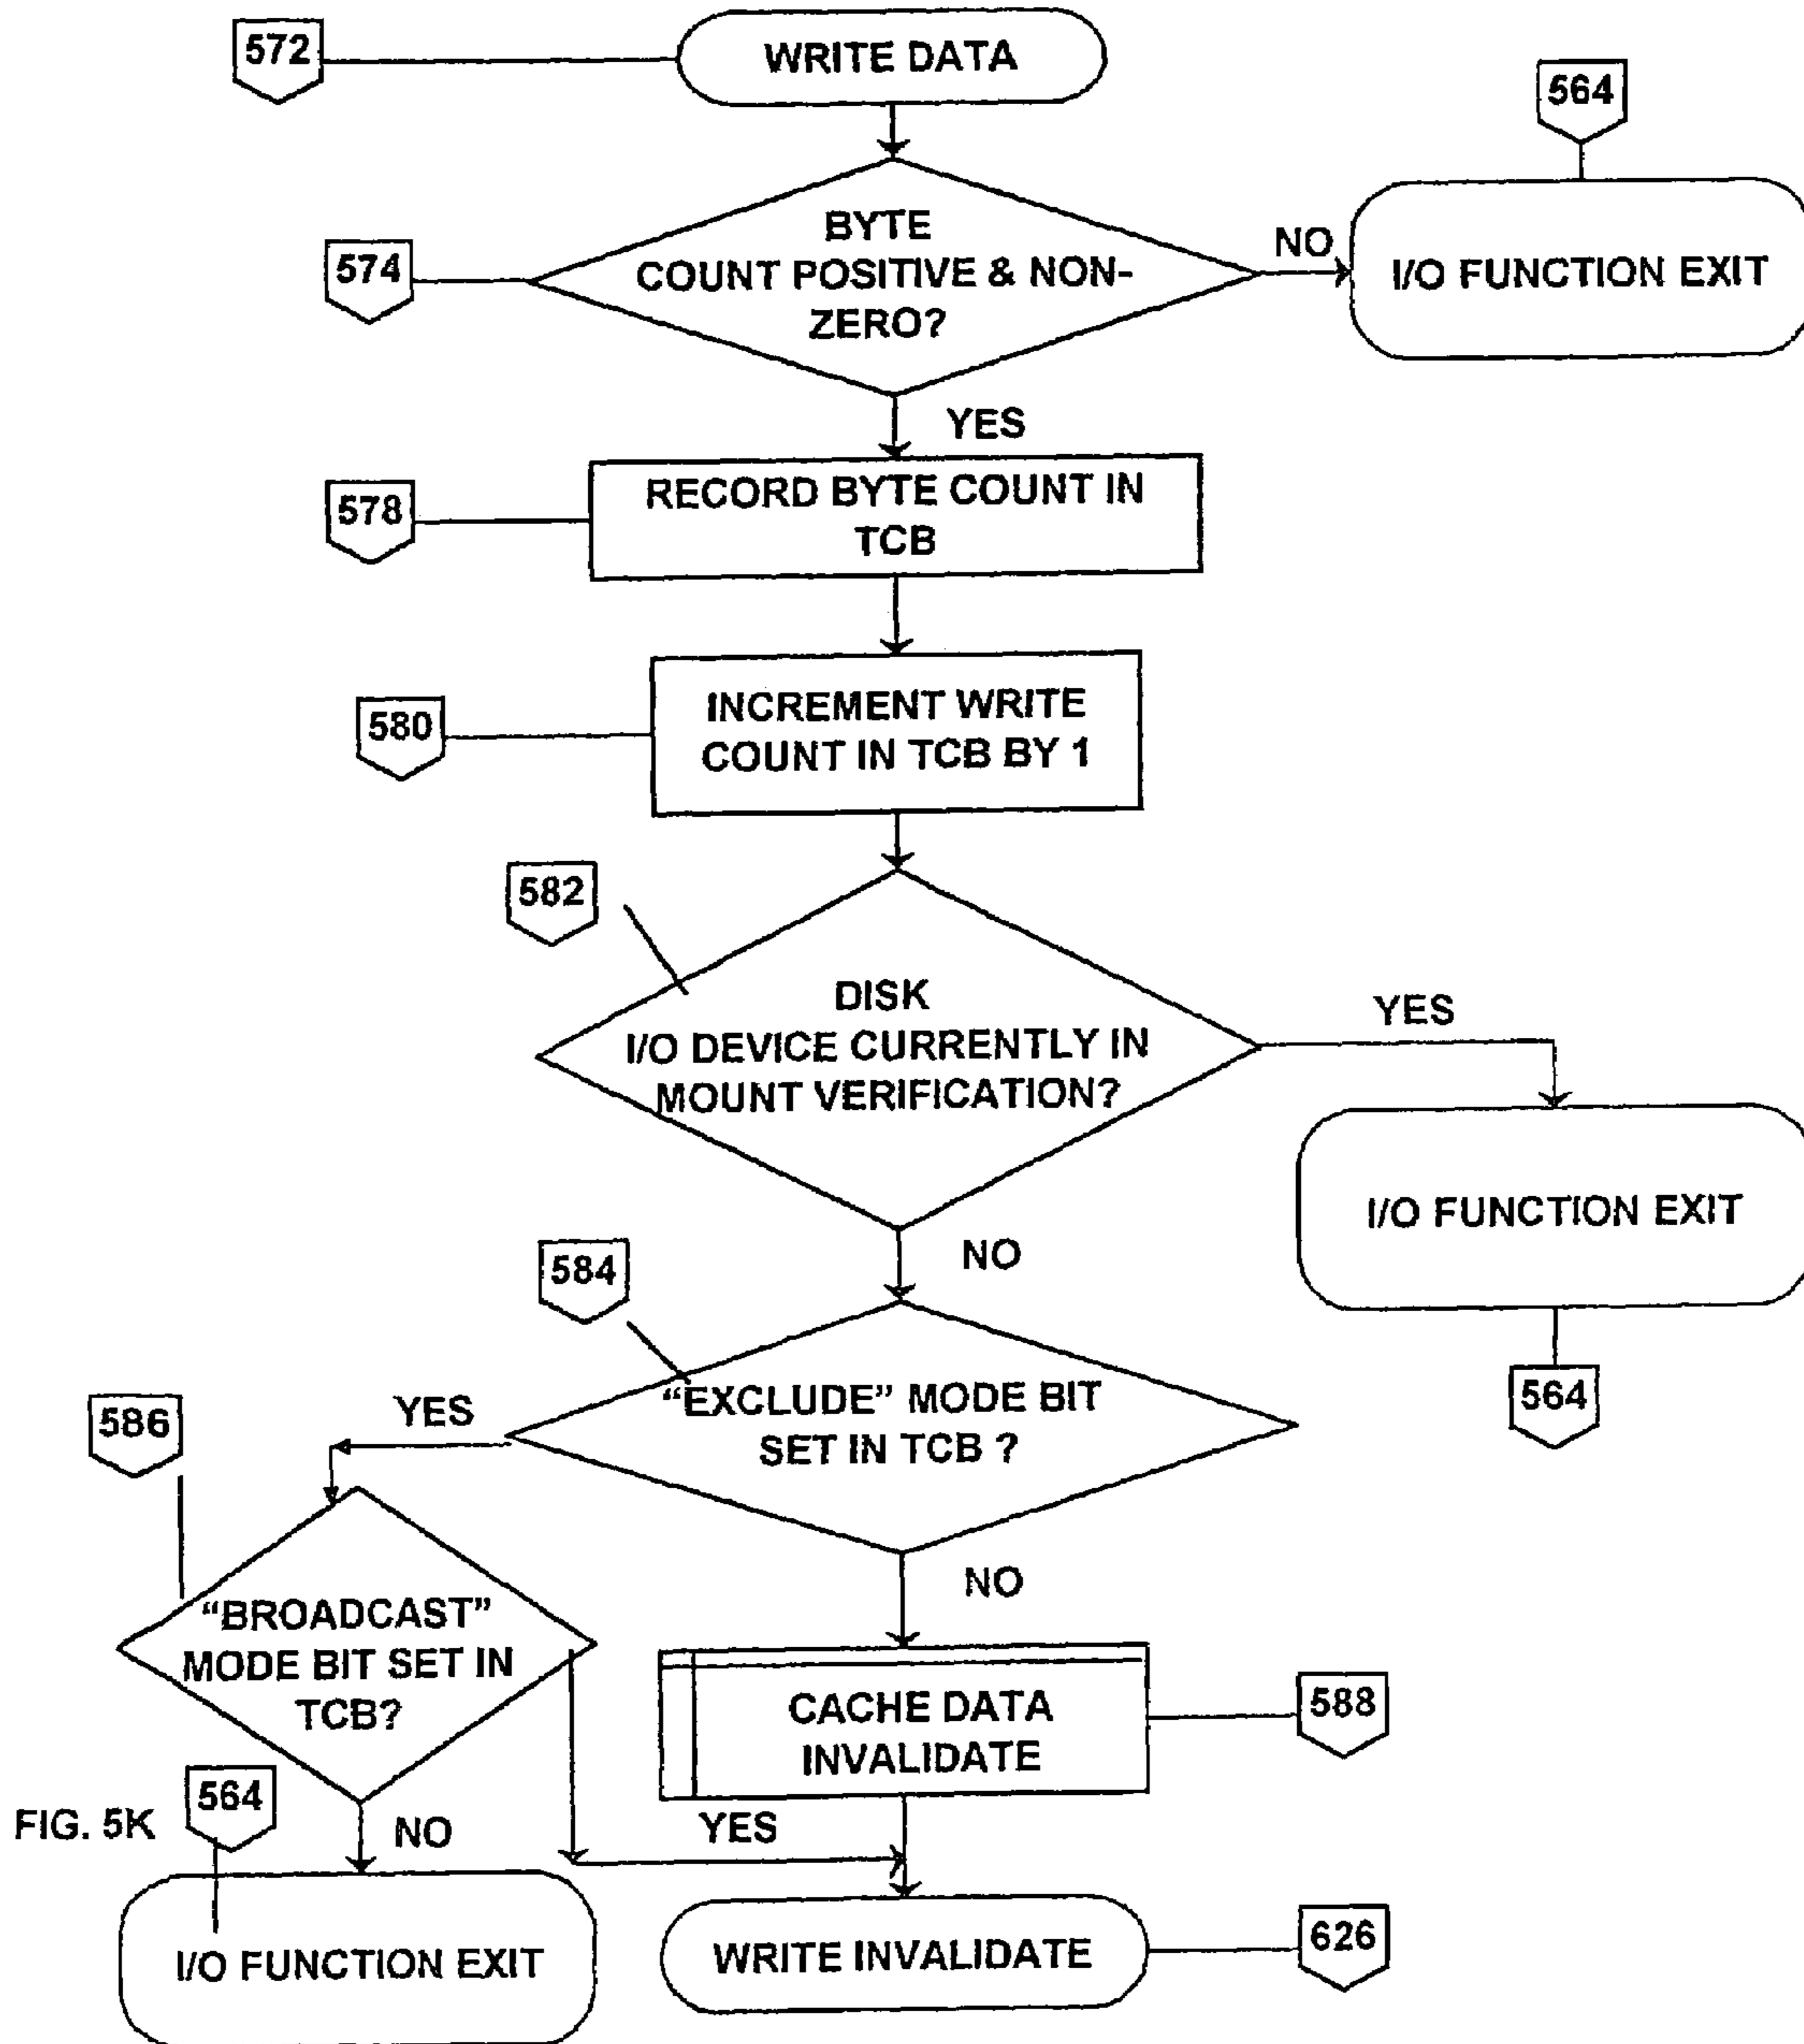 572
WRITE DATA
564
BYTE
COUNT POSITIVE & NON-
ZERO?
574
NO
I/O FUNCTION EXIT
YES
578
RECORD BYTE COUNT IN
TCB
580
INCREMENT WRITE
COUNT IN TCB BY 1
582
DISK
I/O DEVICE CURRENTLY IN
MOUNT VERIFICATION?
YES
I/O FUNCTION EXIT
564
NO
584
“EXCLUDE” MODE BIT
SET IN TCB ?
YES
586
NO
“BROADCAST”
MODE BIT SET IN
TCB?
CACHE DATA
INVALIDATE
588
FIG. 5K
564
NO
YES
I/O FUNCTION EXIT
WRITE INVALIDATE
626